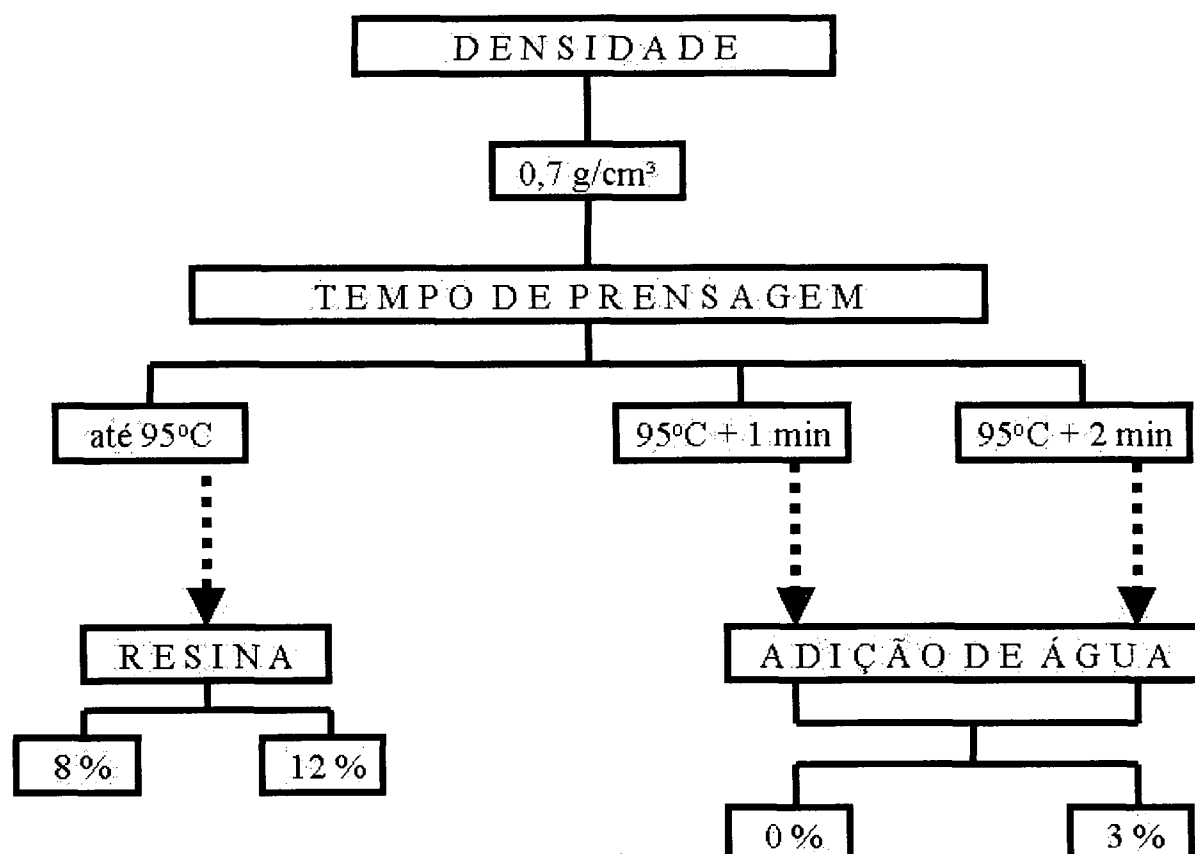 DENSIDADE
0,7 g/cm³
TEMPO DE PRENSAGEM
até 95ºC
95ºC + 1 min
95ºC + 2 min
RESINA
ADIÇÃO DE ÁGUA
8 %
12 %
0 %
3 %